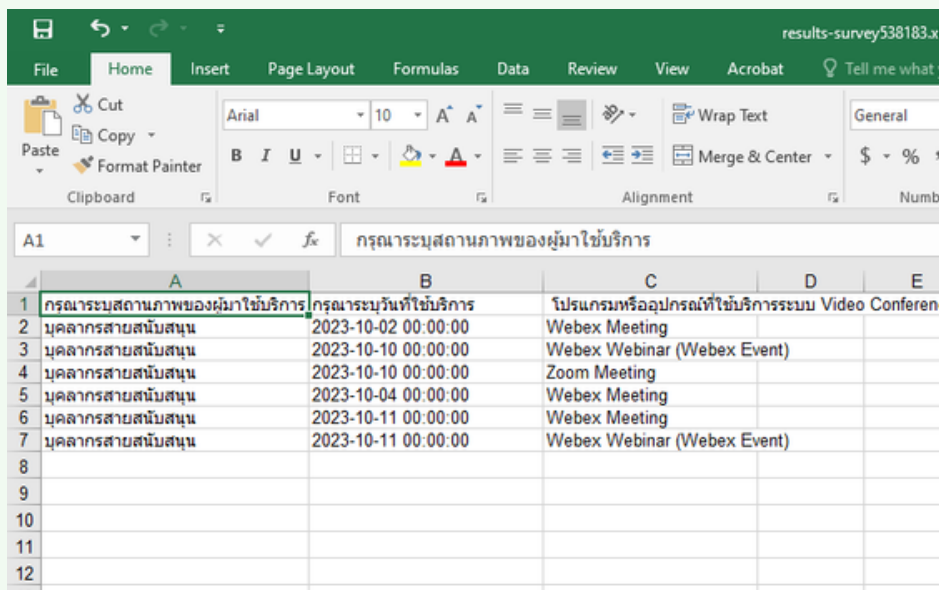 results-survey538183.x
File Home Insert Page Layout Formulas Data Review View Acrobat Tell me what
Cut
Copy
Paste
Format Painter
Arial 10 A A
B I U A
Wrap Text
Merge & Center
General
$ %
Clipboard Font Alignment Numb
A1 fx กรุณาระบุสถานภาพของผู้มาใช้บริการ
A B C D E
1 กรุณาระบุสถานภาพของผู้มาใช้บริการ กรุณาระบุวันที่ใช้บริการ โปรแกรมหรืออุปกรณ์ที่ใช้บริการระบบ Video Conferen
2 บุคลากรสายสนับสนุน 2023-10-02 00:00:00 Webex Meeting
3 บุคลากรสายสนับสนุน 2023-10-10 00:00:00 Webex Webinar (Webex Event)
4 บุคลากรสายสนับสนุน 2023-10-10 00:00:00 Zoom Meeting
5 บุคลากรสายสนับสนุน 2023-10-04 00:00:00 Webex Meeting
6 บุคลากรสายสนับสนุน 2023-10-11 00:00:00 Webex Meeting
7 บุคลากรสายสนับสนุน 2023-10-11 00:00:00 Webex Webinar (Webex Event)
8
9
10
11
12